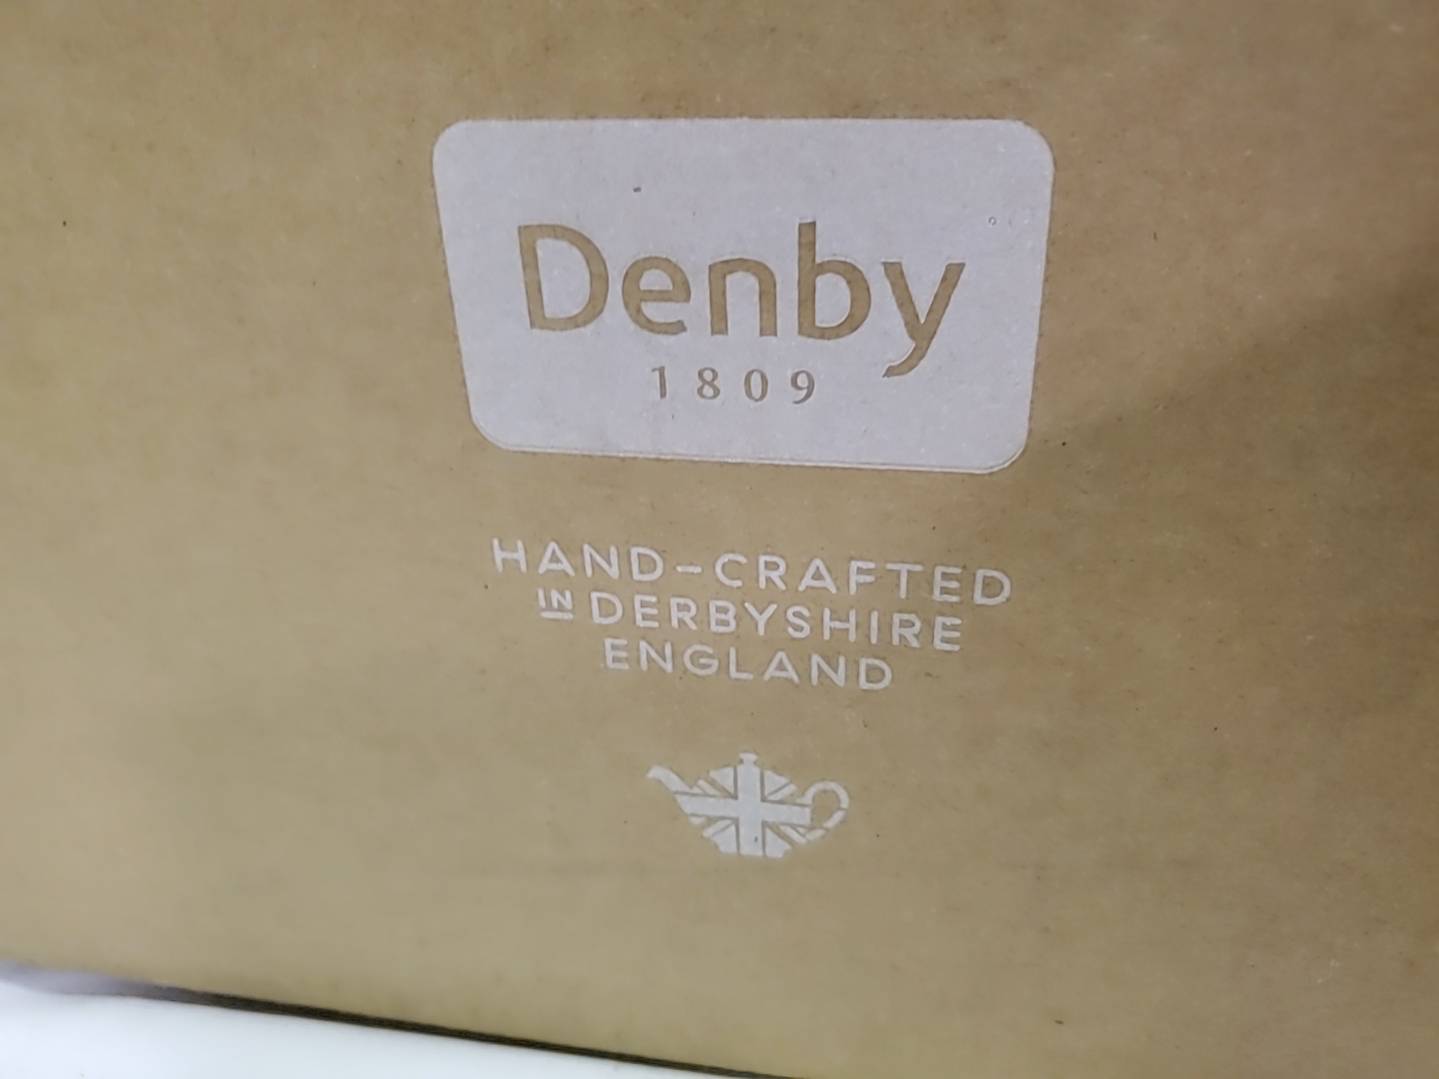 Denby
1809
HAND-CRAFTED
IN DERBYSHIRE
ENGLAND